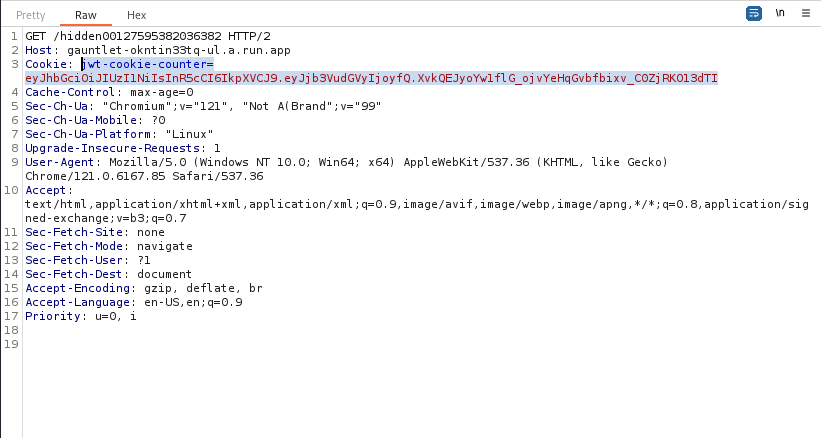 Pretty Raw Hex \n
1 GET /hidden00127595382036382 HTTP/2
2 Host: gauntlet-okntin33tq-ul.a.run.app
3 Cookie: jwt-cookie-counter=
eyJhbGciOiJIUzI1NiIsInR5cCI6IkpXVCJ9.eyJjb3VudGVyIjoyfQ.XvkQEJyoYw1flG_ojvYeHqGvbfbixv_C0ZjRKO13dTI
4 Cache-Control: max-age=0
5 Sec-Ch-Ua: "Chromium";v="121", "Not A(Brand";v="99"
6 Sec-Ch-Ua-Mobile: ?0
7 Sec-Ch-Ua-Platform: "Linux"
8 Upgrade-Insecure-Requests: 1
9 User-Agent: Mozilla/5.0 (Windows NT 10.0; Win64; x64) AppleWebKit/537.36 (KHTML, like Gecko)
Chrome/121.0.6167.85 Safari/537.36
10 Accept:
text/html,application/xhtml+xml,application/xml;q=0.9,image/avif,image/webp,image/apng,*/*;q=0.8,application/sig
ned-exchange;v=b3;q=0.7
11 Sec-Fetch-Site: none
12 Sec-Fetch-Mode: navigate
13 Sec-Fetch-User: ?1
14 Sec-Fetch-Dest: document
15 Accept-Encoding: gzip, deflate, br
16 Accept-Language: en-US,en;q=0.9
17 Priority: u=0, i
18
19